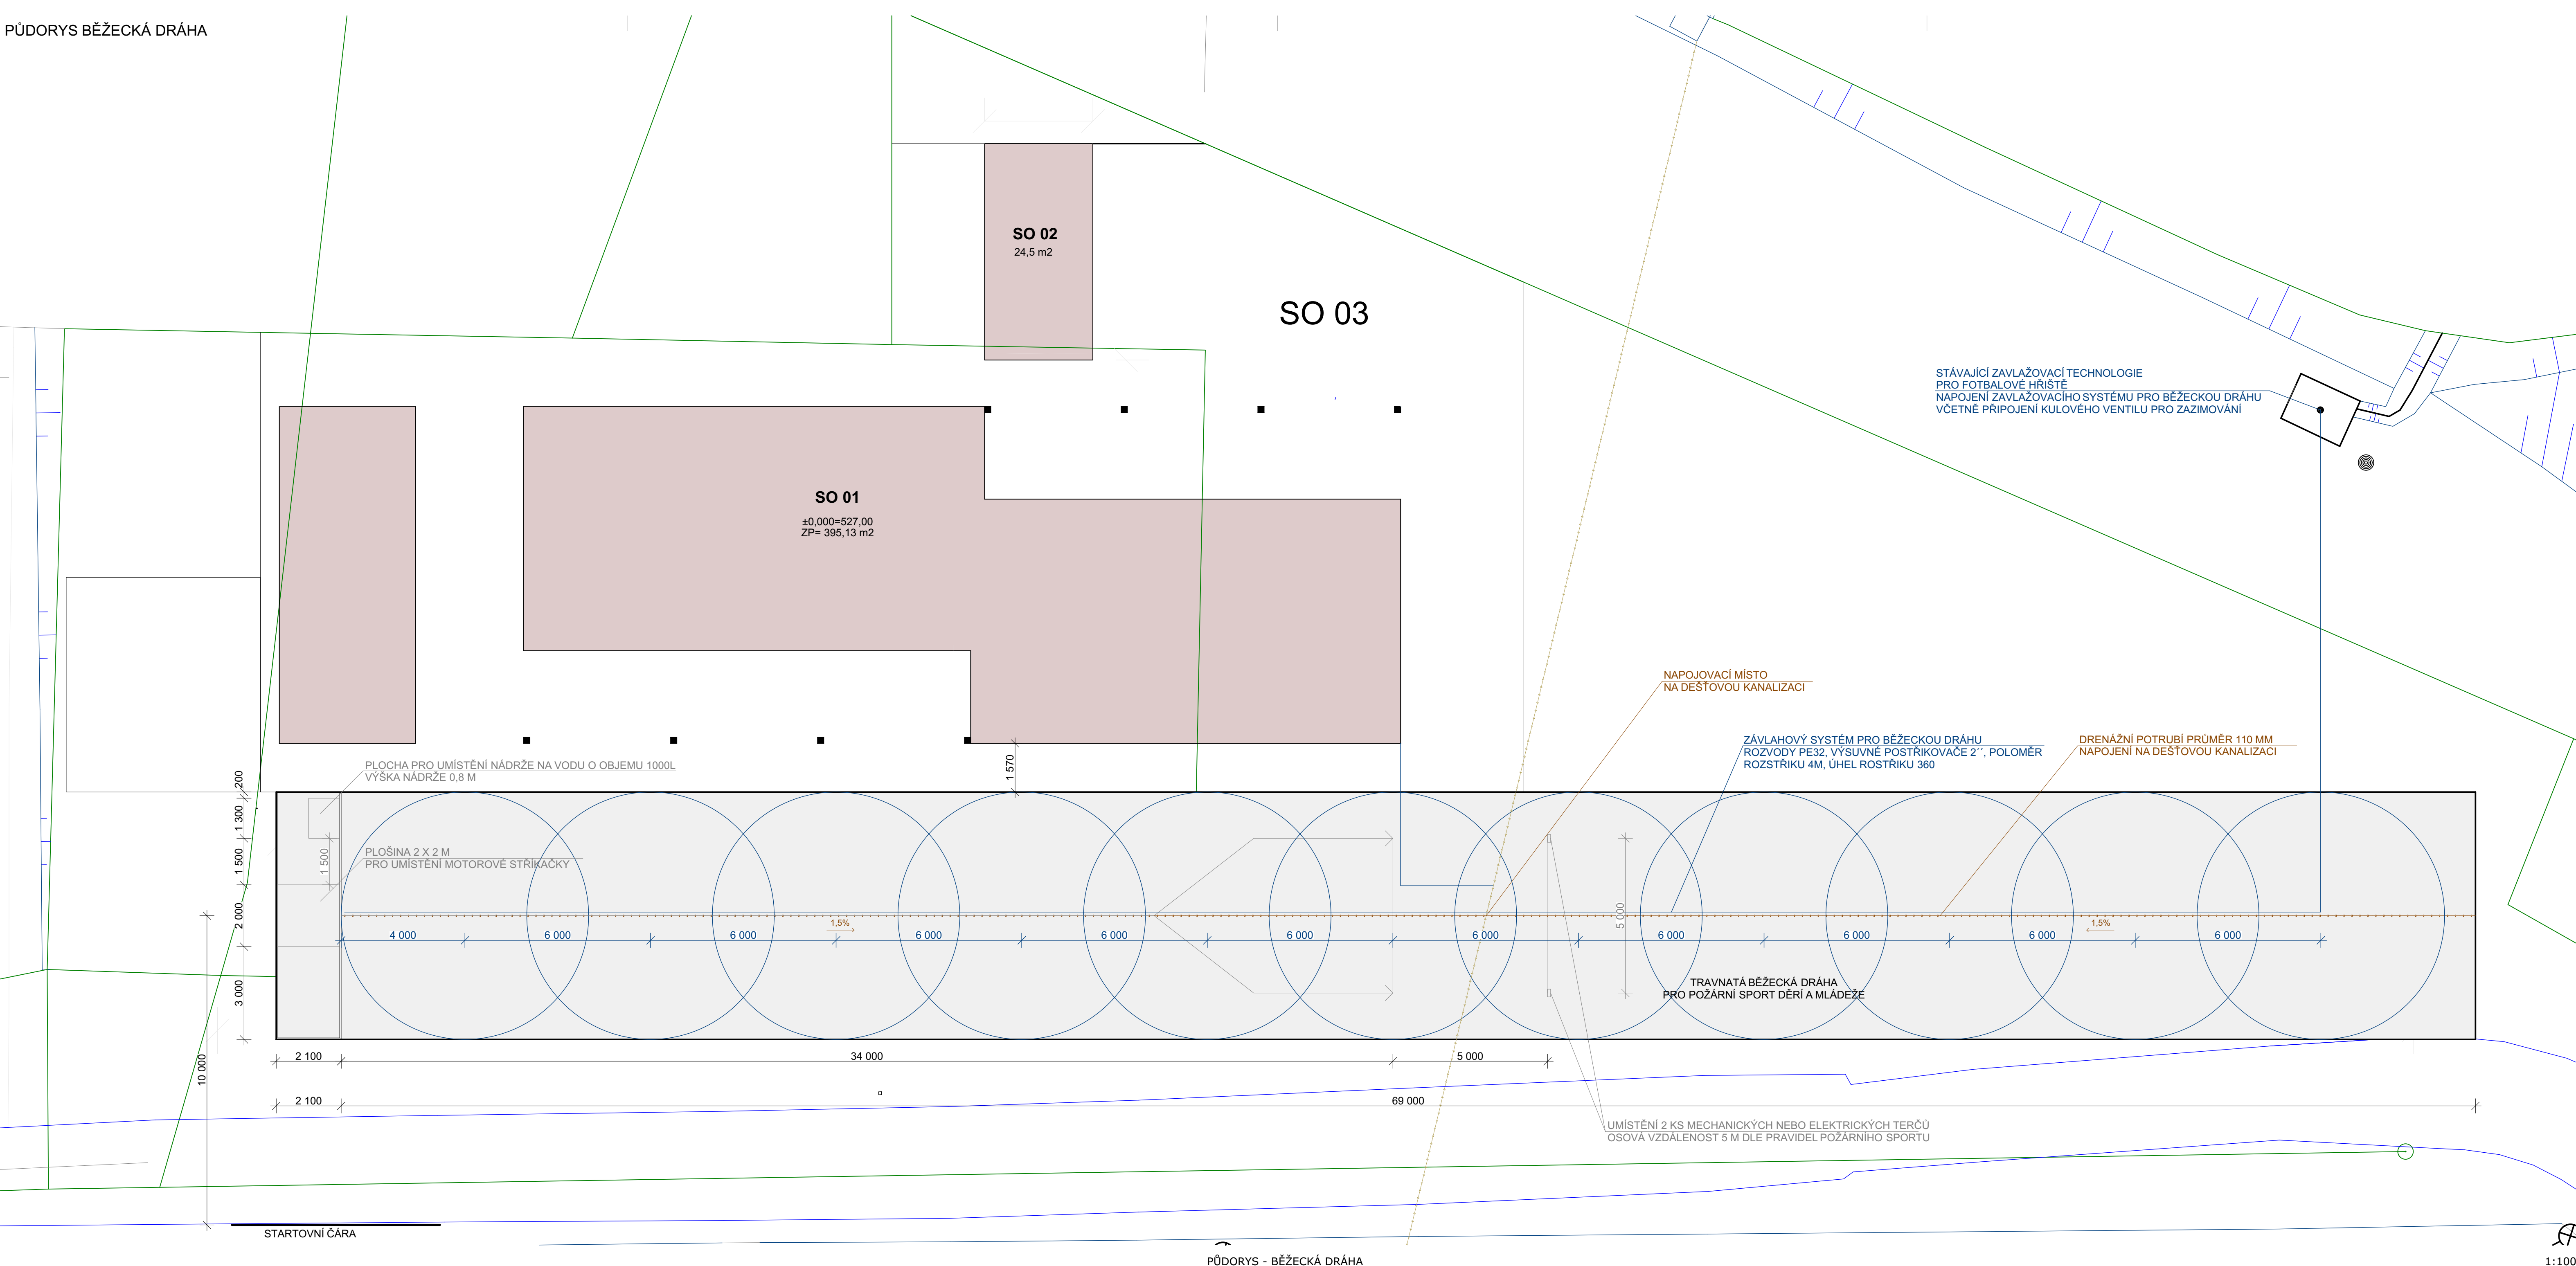 PŮDORYS BĚŽECKÁ DRÁHA
SO 02
24,5 m2
SO 03
STÁVAJÍCÍ ZAVLAŽOVACÍ TECHNOLOGIE
PRO FOTBALOVÉ HŘIŠTĚ
NAPOJENÍ ZAVLAŽOVACÍHO SYSTÉMU PRO BĚŽECKOU DRÁHU
VČETNĚ PŘIPOJENÍ KULOVÉHO VENTILU PRO ZAZIMOVÁNÍ
SO 01
±0,000=527,00
ZP= 395,13 m2
NAPOJOVACÍ MÍSTO
NA DEŠŤOVOU KANALIZACI
ZÁVLAHOVÝ SYSTÉM PRO BĚŽECKOU DRÁHU
ROZVODY PE32, VÝSUVNÉ POSTŘIKOVAČE 2´´, POLOMĚR
ROZSTŘIKU 4M, ÚHEL ROSTŘIKU 360
DRENÁŽNÍ POTRUBÍ PRŮMĚR 110 MM
NAPOJENÍ NA DEŠŤOVOU KANALIZACI
PLOCHA PRO UMÍSTĚNÍ NÁDRŽE NA VODU O OBJEMU 1000L
VÝŠKA NÁDRŽE 0,8 M
1 570
200
1 300
1 500
2 000
3 000
10 000
1 500
PLOŠINA 2 X 2 M
PRO UMÍSTĚNÍ MOTOROVÉ STŘÍKAČKY
5 000
1,5%
1,5%
4 000
6 000
6 000
6 000
6 000
6 000
6 000
6 000
6 000
6 000
6 000
TRAVNATÁ BĚŽECKÁ DRÁHA
PRO POŽÁRNÍ SPORT DĚRÍ A MLÁDEŽE
2 100
34 000
5 000
2 100
69 000
UMÍSTĚNÍ 2 KS MECHANICKÝCH NEBO ELEKTRICKÝCH TERČŮ
OSOVÁ VZDÁLENOST 5 M DLE PRAVIDEL POŽÁRNÍHO SPORTU
STARTOVNÍ ČÁRA
PŮDORYS - BĚŽECKÁ DRÁHA
1:100